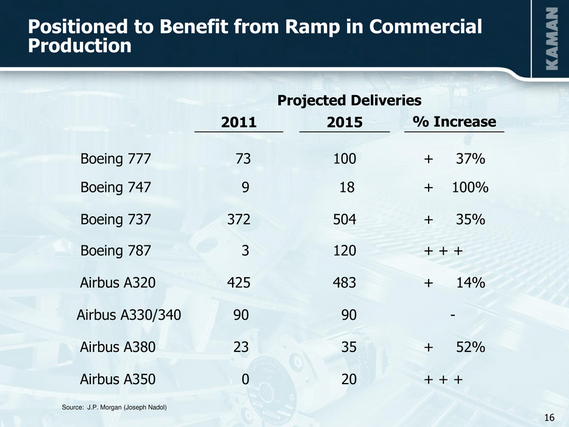 Positioned to Benefit from Ramp in Commercial
Production
KAMAN
Projected Deliveries
2011 2015 % Increase
Boeing 777 73 100 + 37%
Boeing 747 9 18 + 100%
Boeing 737 372 504 + 35%
Boeing 787 3 120 + + +
Airbus A320 425 483 + 14%
Airbus A330/340 90 90 -
Airbus A380 23 35 + 52%
Airbus A350 0 20 + + +
Source: J.P. Morgan (Joseph Nadol)
16